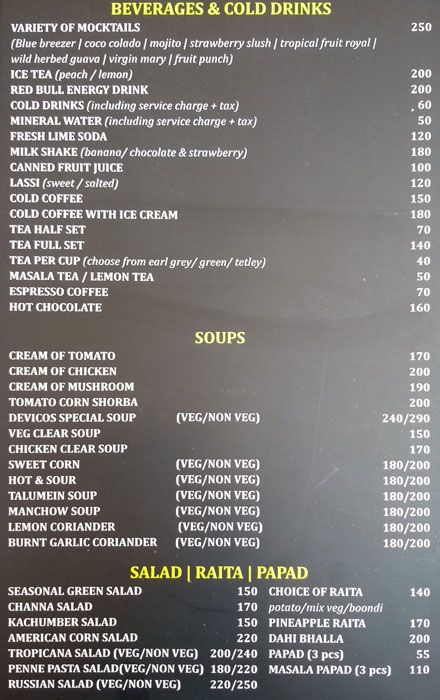 BEVERAGES & COLD DRINKS
VARIETY OF MOCKTAILS 250
(Blue breezer | coco colado | mojito | strawberry slush | tropical fruit royal |
wild herbed guava | virgin mary | fruit punch)
ICE TEA (peach / lemon) 200
RED BULL ENERGY DRINK 200
COLD DRINKS (including service charge + tax) 60
MINERAL WATER (including service charge + tax) 50
FRESH LIME SODA 120
MILK SHAKE (banana/ chocolate & strawberry) 180
CANNED FRUIT JUICE 100
LASSI (sweet / salted) 120
COLD COFFEE 150
COLD COFFEE WITH ICE CREAM 180
TEA HALF SET 70
TEA FULL SET 140
TEA PER CUP (choose from earl grey/ green/ tetley) 40
MASALA TEA / LEMON TEA 50
ESPRESSO COFFEE 70
HOT CHOCOLATE 160
SOUPS
CREAM OF TOMATO 170
CREAM OF CHICKEN 200
CREAM OF MUSHROOM 190
TOMATO CORN SHORBA 200
DEVICOS SPECIAL SOUP (VEG/NON VEG) 240/290
VEG CLEAR SOUP 150
CHICKEN CLEAR SOUP 170
SWEET CORN (VEG/NON VEG) 180/200
HOT & SOUR (VEG/NON VEG) 180/200
TALUMEIN SOUP (VEG/NON VEG) 180/200
MANCHOW SOUP (VEG/NON VEG) 180/200
LEMON CORIANDER (VEG/NON VEG) 180/200
BURNT GARLIC CORIANDER (VEG/NON VEG) 180/200
SALAD | RAITA | PAPAD
SEASONAL GREEN SALAD 150
CHANNA SALAD 170
KACHUMBER SALAD 150
AMERICAN CORN SALAD 220
TROPICANA SALAD (VEG/NON VEG) 200/240
PENNE PASTA SALAD(VEG/NON VEG) 180/220
RUSSIAN SALAD (VEG/NON VEG) 220/250
CHOICE OF RAITA 140
potato/mix veg/boondi
PINEAPPLE RAITA 170
DAHI BHALLA 200
PAPAD (3 pcs) 55
MASALA PAPAD (3 pcs) 110